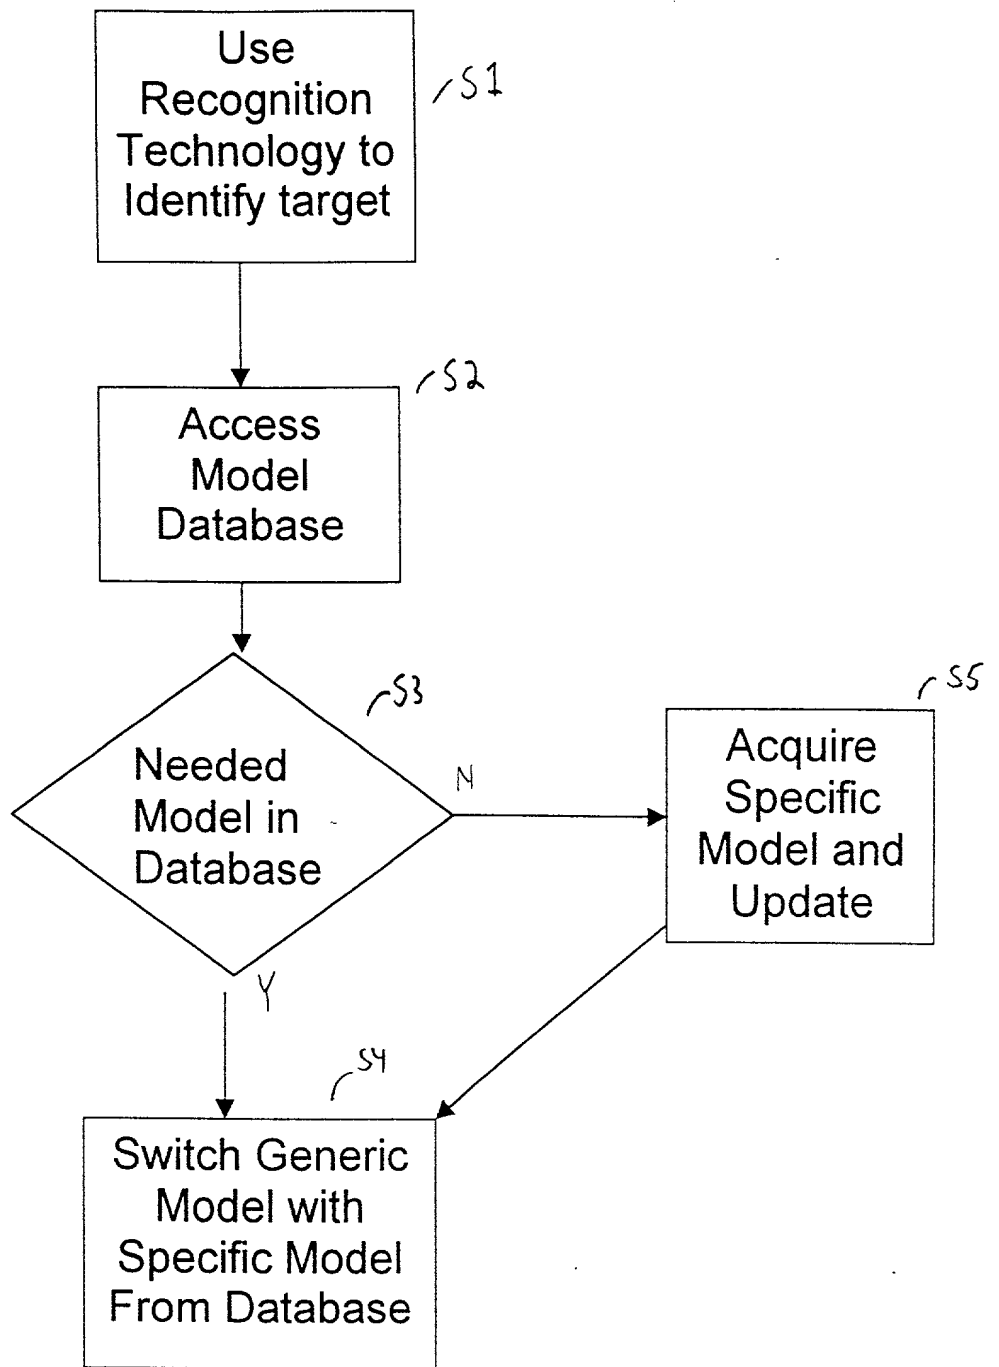 Use
Recognition
Technology to
Identify target
S1
Access
Model
Database
S2
Needed
Model in
Database
S3
N
Y
Acquire
Specific
Model and
Update
S5
Switch Generic
Model with
Specific Model
From Database
S4